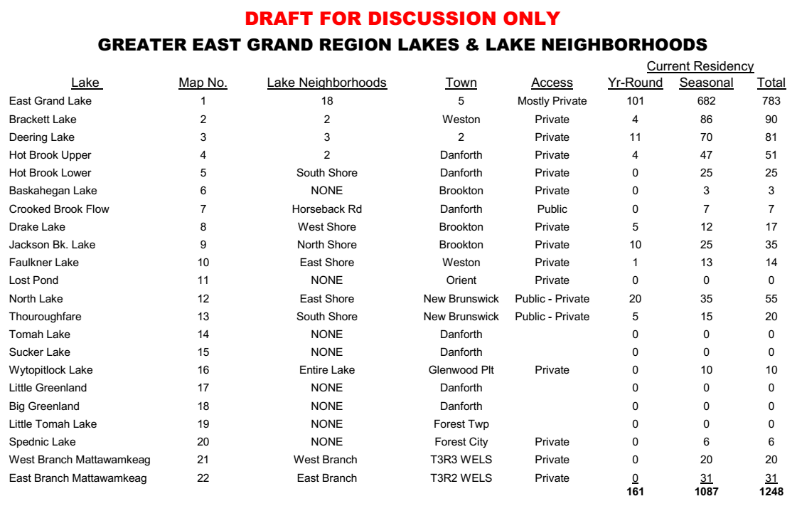 DRAFT FOR DISCUSSION ONLY
GREATER EAST GRAND REGION LAKES & LAKE NEIGHBORHOODS
Current Residency
Lake Map No. Lake Neighborhoods Town Access Yr-Round Seasonal Total
East Grand Lake 1 18 5 Mostly Private 101 682 783
Brackett Lake 2 2 Weston Private 4 86 90
Deering Lake 3 3 2 Private 11 70 81
Hot Brook Upper 4 2 Danforth Private 4 47 51
Hot Brook Lower 5 South Shore Danforth Private 0 25 25
Baskahegan Lake 6 NONE Brookton Private 0 3 3
Crooked Brook Flow 7 Horseback Rd Danforth Public 0 7 7
Drake Lake 8 West Shore Brookton Private 5 12 17
Jackson Bk. Lake 9 North Shore Brookton Private 10 25 35
Faulkner Lake 10 East Shore Weston Private 1 13 14
Lost Pond 11 NONE Orient Private 0 0 0
North Lake 12 East Shore New Brunswick Public - Private 20 35 55
Thouroughfare 13 South Shore New Brunswick Public - Private 5 15 20
Tomah Lake 14 NONE Danforth 0 0 0
Sucker Lake 15 NONE Danforth 0 0 0
Wytopitlock Lake 16 Entire Lake Glenwood Plt Private 0 10 10
Little Greenland 17 NONE Danforth 0 0 0
Big Greenland 18 NONE Danforth 0 0 0
Little Tomah Lake 19 NONE Forest Twp 0 0 0
Spednic Lake 20 NONE Forest City Private 0 6 6
West Branch Mattawamkeag 21 West Branch T3R3 WELS Private 0 20 20
East Branch Mattawamkeag 22 East Branch T3R2 WELS Private 0 31 31
161 1087 1248